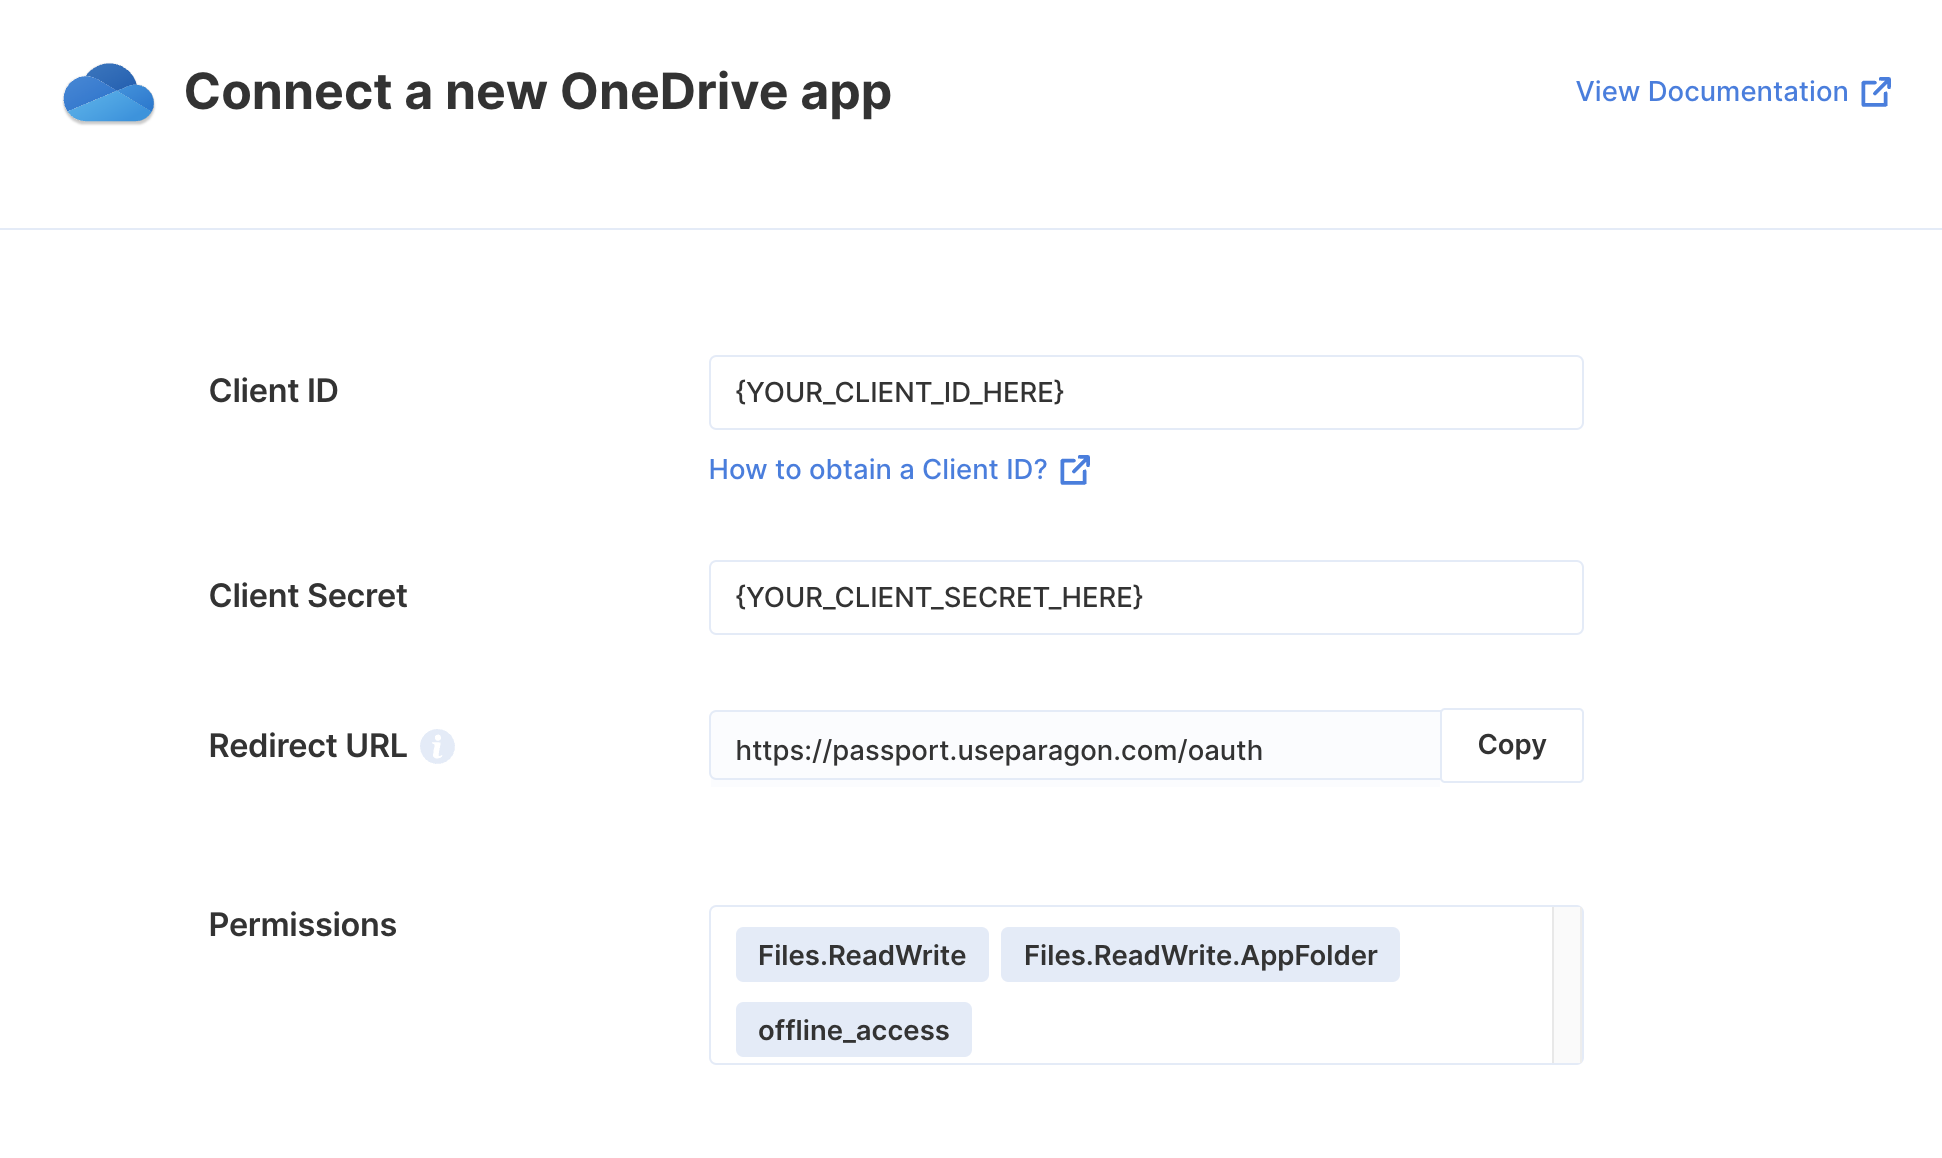 Connect a new OneDrive app
View Documentation
Client ID
{YOUR_CLIENT_ID_HERE}
How to obtain a Client ID?
Client Secret
{YOUR_CLIENT_SECRET_HERE}
Redirect URL i
https://passport.useparagon.com/oauth
Copy
Permissions
Files.ReadWrite Files.ReadWrite.AppFolder
offline_access